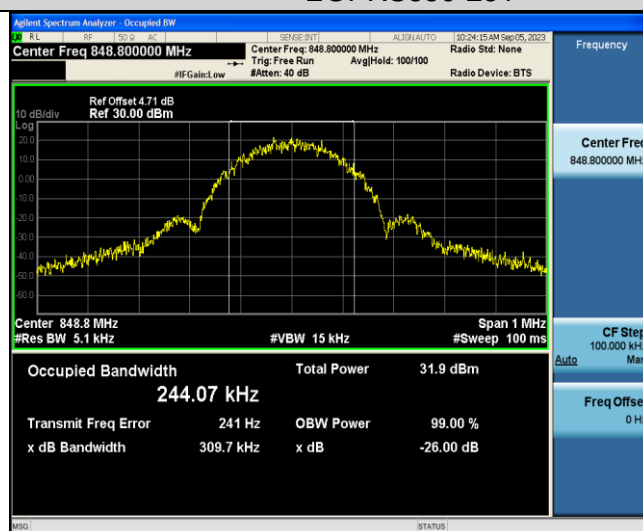 Agilent Spectrum Analyzer - Occupied BW
RL RF 50 Ω AC SENSE:INT ALIGN AUTO 10:24:15 AM Sep 05, 2023
Center Freq 848.800000 MHz
Center Freq: 848.800000 MHz Radio Std: None
Trig: Free Run Avg|Hold: 100/100
#IFGain:Low #Atten: 40 dB Radio Device: BTS
Ref Offset 4.71 dB
10 dB/div Ref 30.00 dBm
Log
20.0
10.0
0.00
-10.0
-20.0
-30.0
-40.0
-50.0
-60.0
Center 848.8 MHz Span 1 MHz
#Res BW 5.1 kHz #VBW 15 kHz #Sweep 100 ms
Occupied Bandwidth Total Power 31.9 dBm
244.07 kHz
Transmit Freq Error 241 Hz OBW Power 99.00 %
x dB Bandwidth 309.7 kHz x dB -26.00 dB
MSG STATUS
Frequency
Center Freq
848.800000 MHz
CF Step
100.000 kHz
Auto Man
Freq Offset
0 Hz